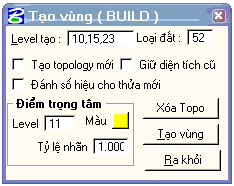 Tạo vùng ( BUILD )
Level tạo : 10,15,23 Loại đất : 52
Tạo topology mới Giữ diện tích cũ
Đánh số hiệu cho thửa mới
Điểm trọng tâm
Level 11 Màu
Tỷ lệ nhãn 1.000
Xóa Topo
Tạo vùng
Ra khỏi